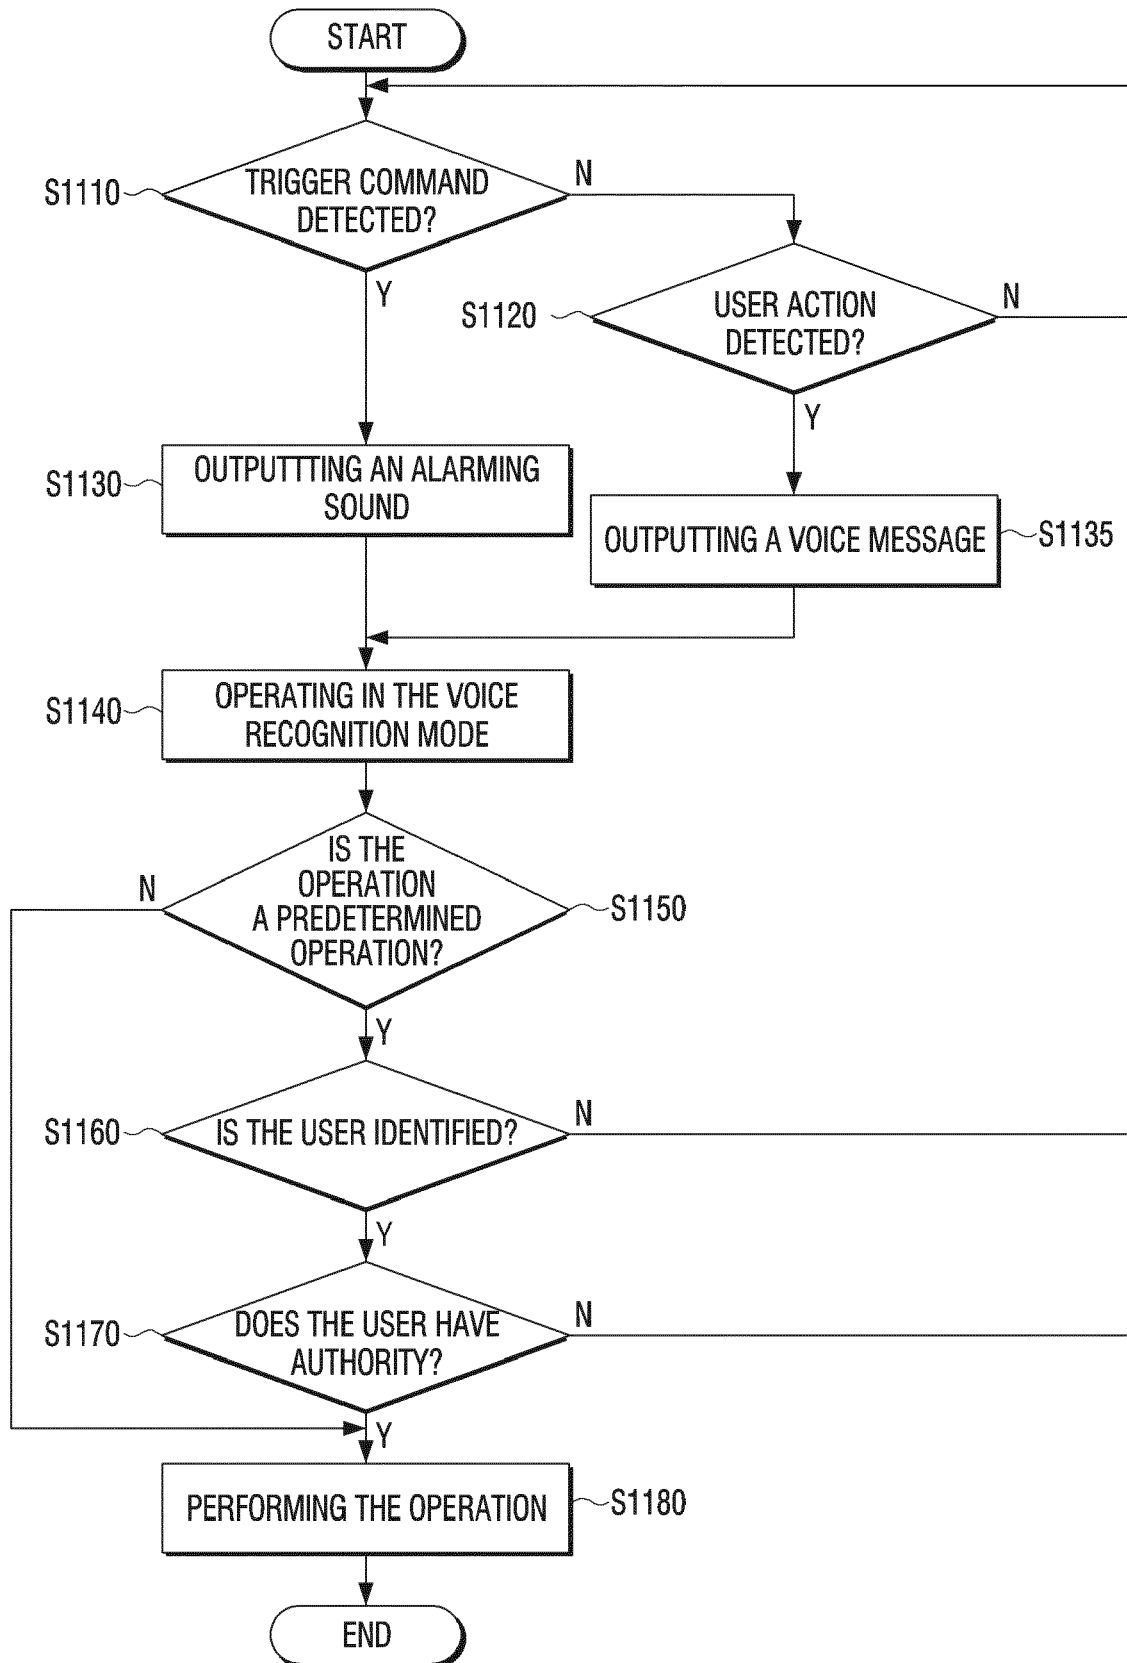 START
S1110
TRIGGER COMMAND
DETECTED?
N
Y
S1120
USER ACTION
DETECTED?
N
Y
S1130
OUTPUTTTING AN ALARMING
SOUND
OUTPUTTING A VOICE MESSAGE
S1135
S1140
OPERATING IN THE VOICE
RECOGNITION MODE
N
IS THE
OPERATION
A PREDETERMINED
OPERATION?
S1150
Y
S1160
IS THE USER IDENTIFIED?
N
Y
S1170
DOES THE USER HAVE
AUTHORITY?
N
Y
PERFORMING THE OPERATION
S1180
END